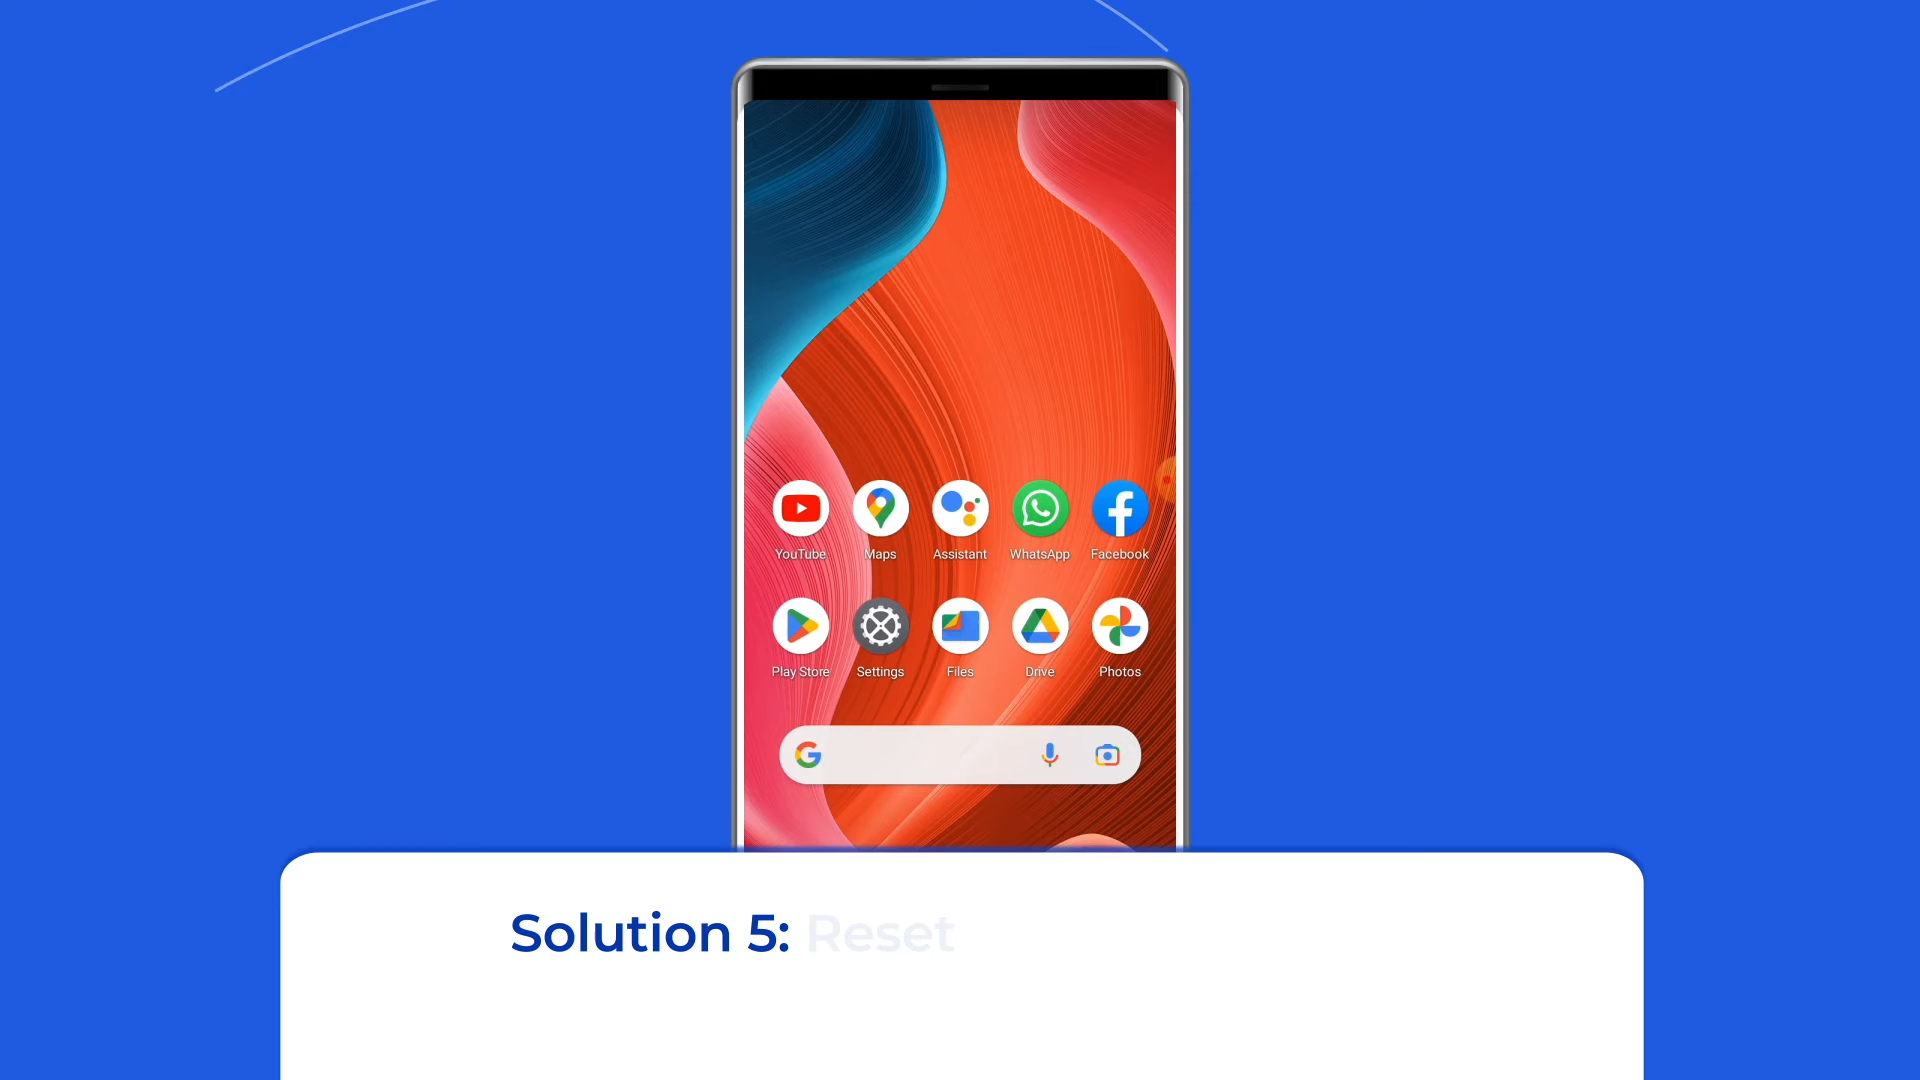 YouTube Maps Assistant WhatsApp Facebook
Play Store Settings Files Drive Photos
Solution 5: Reset